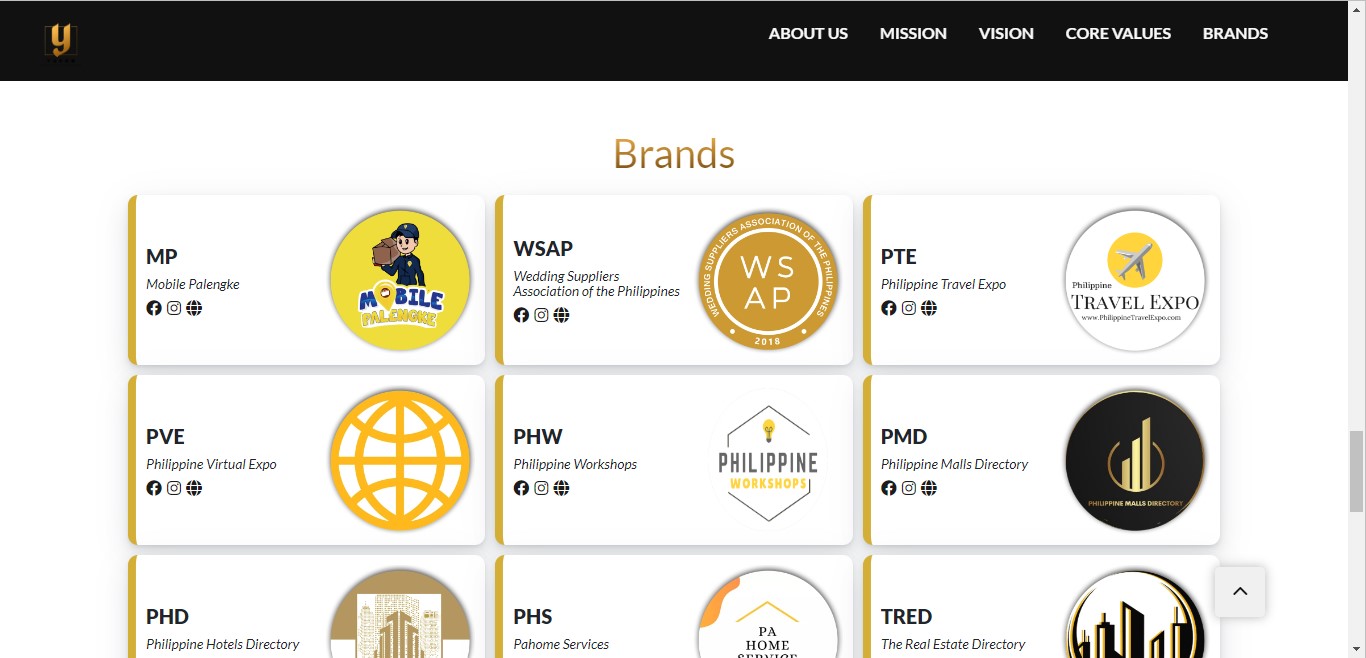 y
ABOUT US
MISSION
VISION
CORE VALUES
BRANDS
Brands
MP
Mobile Palengke
MOBILE
PALENGKE
WSAP
Wedding Suppliers
Association of the Philippines
WEDDING SUPPLIERS ASSOCIATION OF THE PHILIPPINES
WS
AP
2018
PTE
Philippine Travel Expo
Philippine
TRAVEL EXPO
www.PhilippineTravelExpo.com
PVE
Philippine Virtual Expo
PHW
Philippine Workshops
PHILIPPINE
WORKSHOPS
PMD
Philippine Malls Directory
PHILIPPINE MALLS DIRECTORY
PHD
Philippine Hotels Directory
PHS
Pahome Services
PA
HOME
SERVICE
TRED
The Real Estate Directory